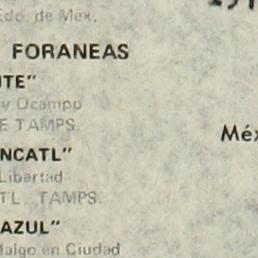 Edo. de Mex.
FORANEAS
TE"
y Ocampo
E TAMPS.
NCATL"
Libertad
TL TAMPS.
AZUL"
dalgo en Ciudad
Méx